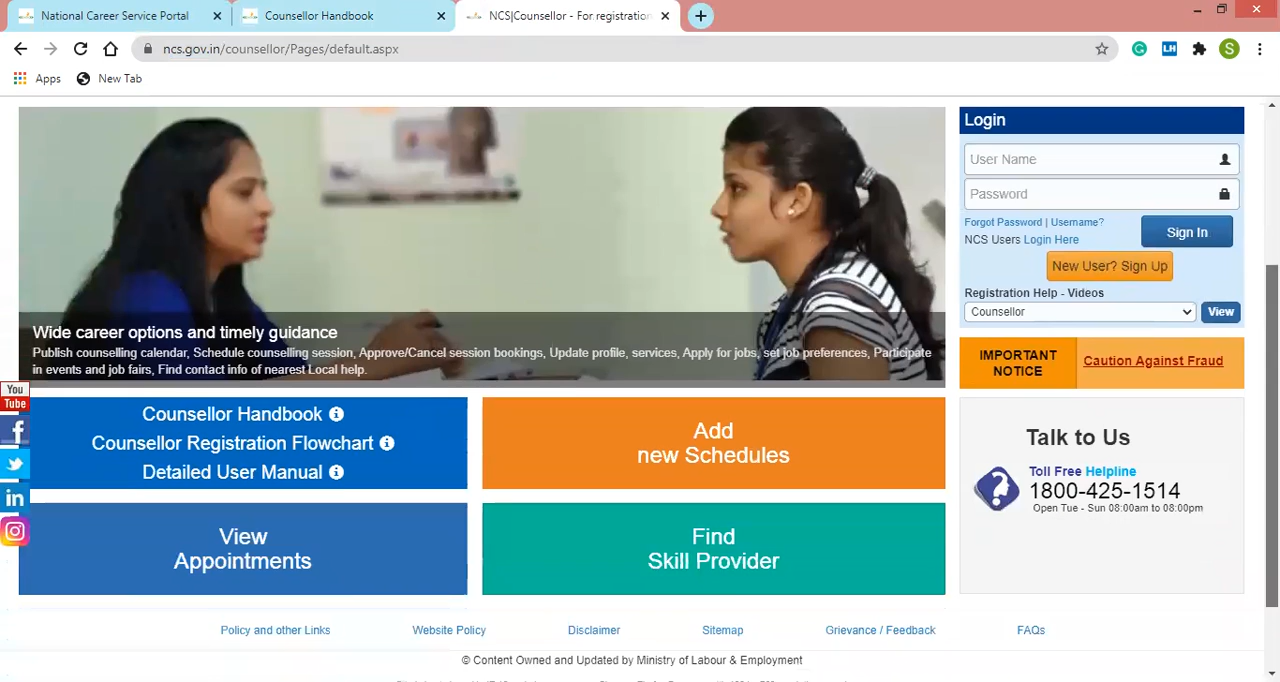 National Career Service Portal
Counsellor Handbook
NCS|Counsellor - For registration
ncs.gov.in/counsellor/Pages/default.aspx
LH
S
Apps
New Tab
Login
User Name
Password
Forgot Password | Username?
NCS Users Login Here
Sign In
New User? Sign Up
Registration Help - Videos
Counsellor
View
Wide career options and timely guidance
Publish counselling calendar, Schedule counselling session, Approve/Cancel session bookings, Update profile, services, Apply for jobs, set job preferences, Participate
in events and job fairs, Find contact info of nearest Local help.
IMPORTANT
NOTICE
Caution Against Fraud
You
Tube
Counsellor Handbook
Counsellor Registration Flowchart
Detailed User Manual
Add
new Schedules
Talk to Us
Toll Free Helpline
1800-425-1514
Open Tue - Sun 08:00am to 08:00pm
View
Appointments
Find
Skill Provider
Policy and other Links
Website Policy
Disclaimer
Sitemap
Grievance / Feedback
FAQs
© Content Owned and Updated by Ministry of Labour & Employment